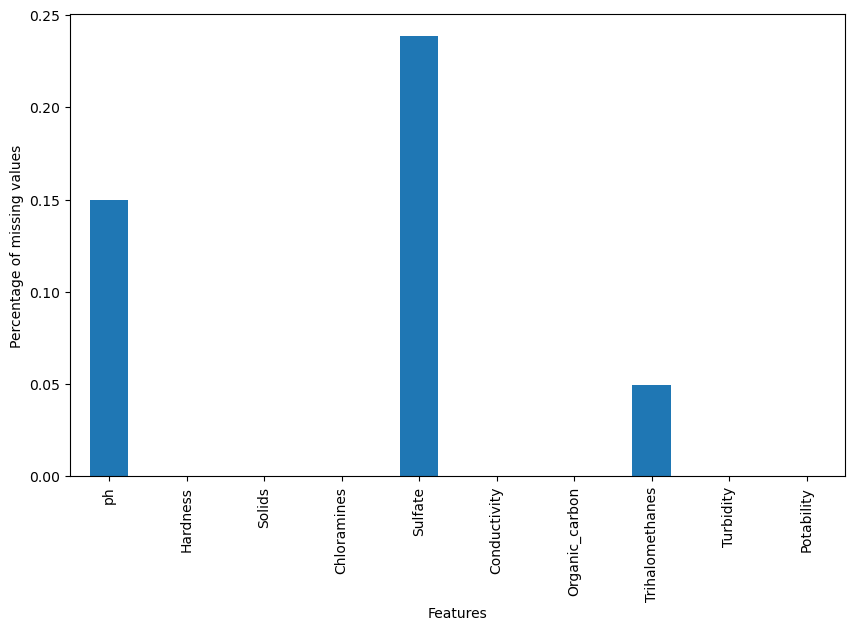 0.25
0.20
0.15
0.10
0.05
0.00
Percentage of missing values
ph
Hardness
Solids
Chloramines
Sulfate
Conductivity
Organic_carbon
Trihalomethanes
Turbidity
Potability
Features